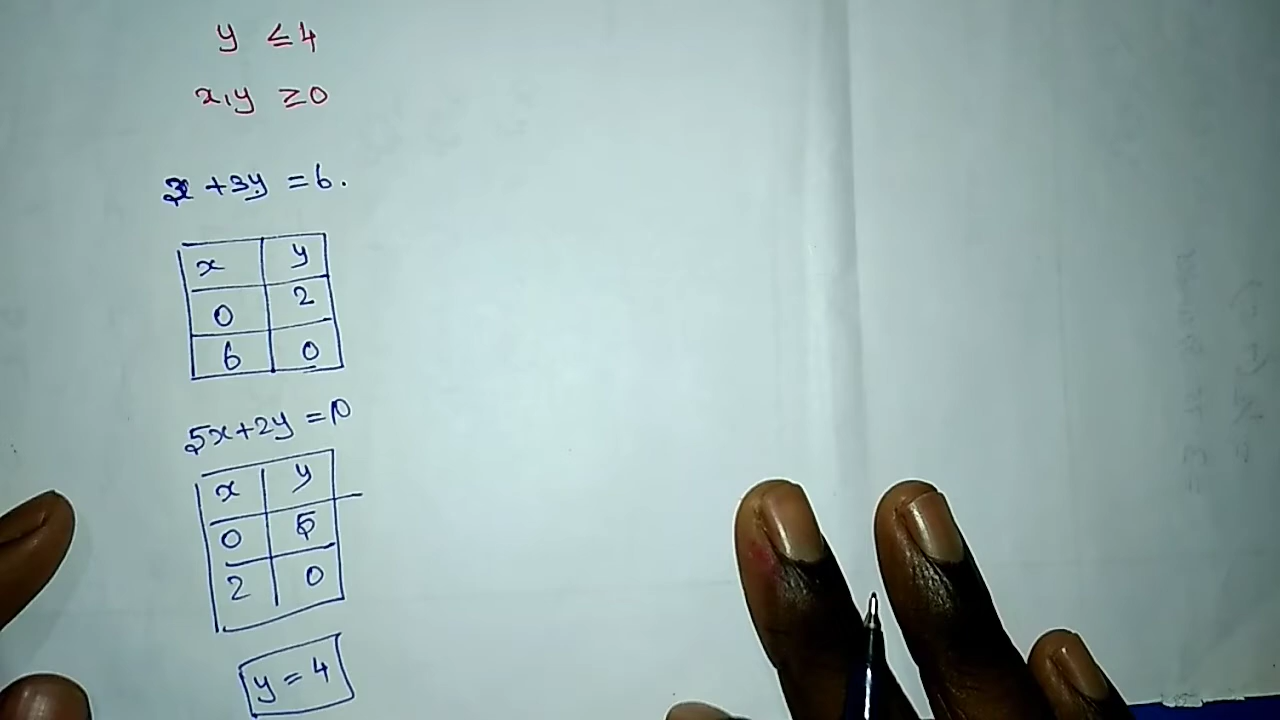 y ≤ 4
x, y ≥ 0
x + 3y = 6.
x y
0 2
6 0
5x + 2y = 10
x y
0 5
2 0
y = 4